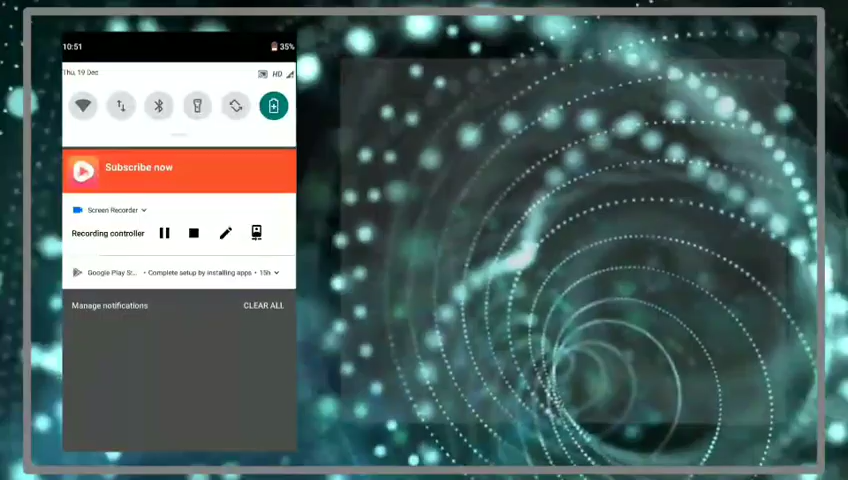 10:51 35%
Thu, 19 Dec HD
Subscribe now
Screen Recorder
Recording controller
Google Play S:.. • Complete setup by installing apps • 15h
Manage notifications CLEAR ALL